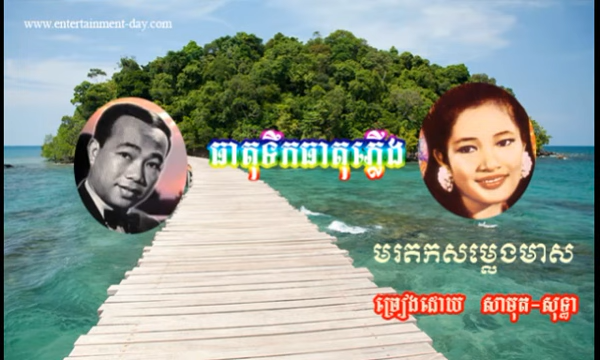 www.entertainment-day.com
ធាតុទឹកធាតុភ្លើង
មរតកសម្លេងមាស
ច្រៀងដោយ សាមុត-សុទ្ធា